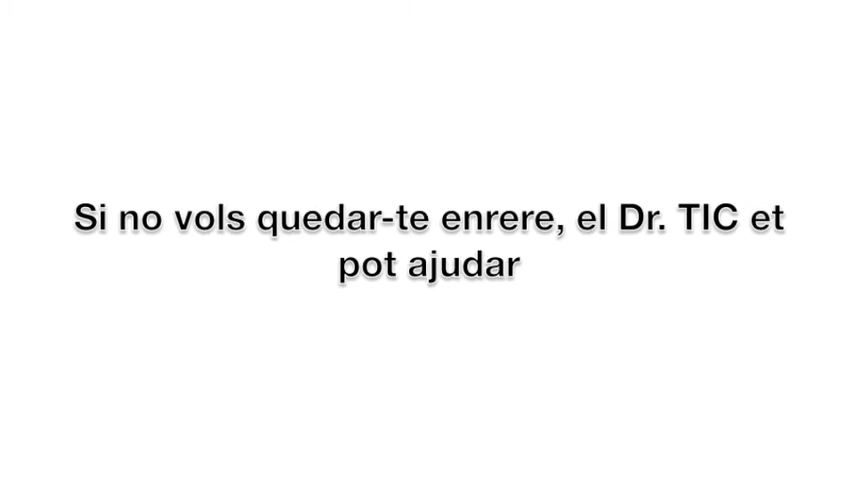 Si no vols quedar-te enrere, el Dr. TIC et
pot ajudar